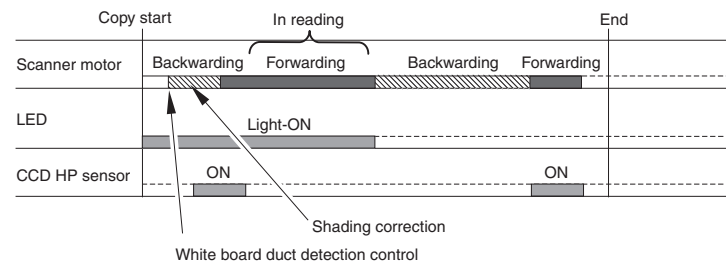 Copy start
In reading
End
Scanner motor
Backwarding
Forwarding
Backwarding
Forwarding
LED
Light-ON
CCD HP sensor
ON
ON
Shading correction
White board duct detection control